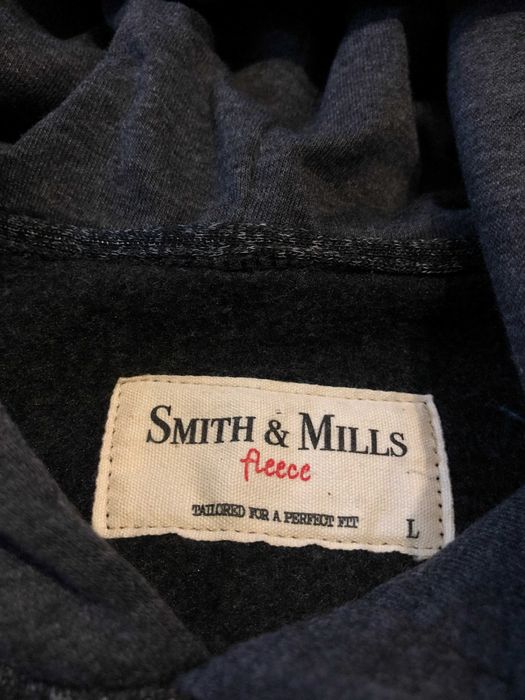 SMITH & MILLS
fleece
TAILORED FOR A PERFECT FIT
L